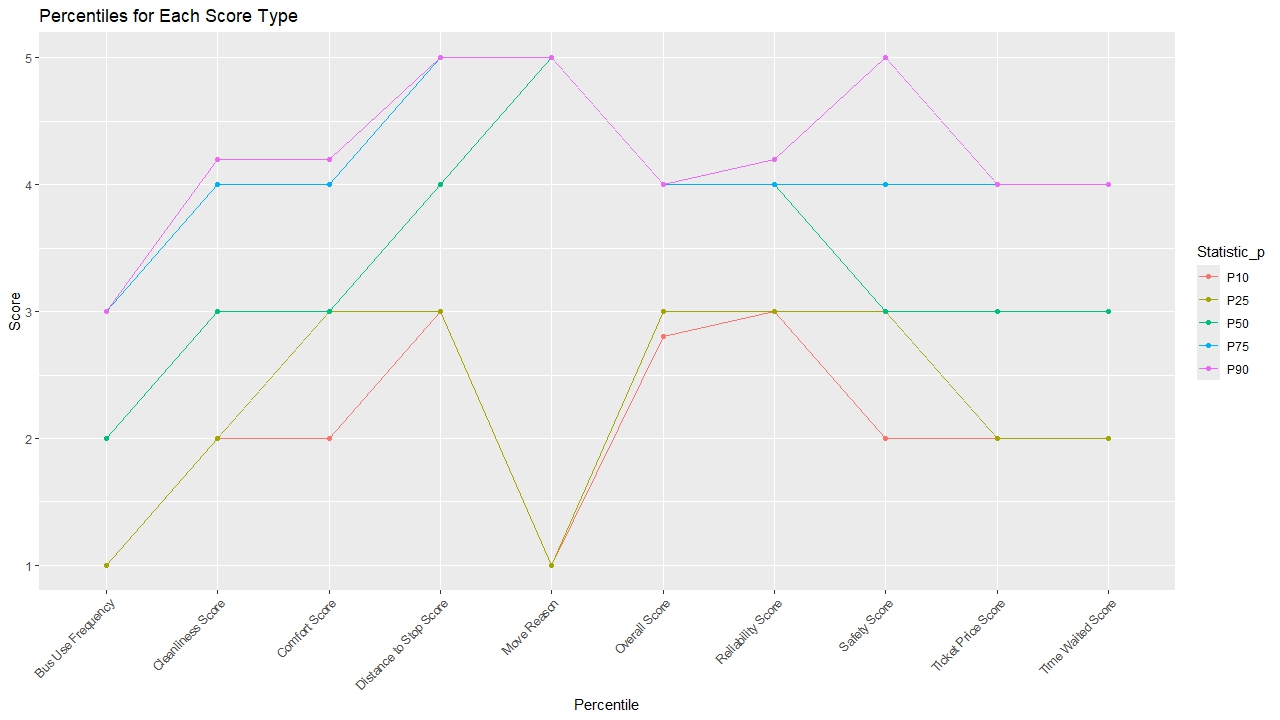 Percentiles for Each Score Type
Score
5
4
3
2
1
Bus Use Frequency
Cleanliness Score
Comfort Score
Distance to Stop Score
Move Reason
Overall Score
Reliability Score
Safety Score
Ticket Price Score
Time Waited Score
Percentile
Statistic_p
P10
P25
P50
P75
P90